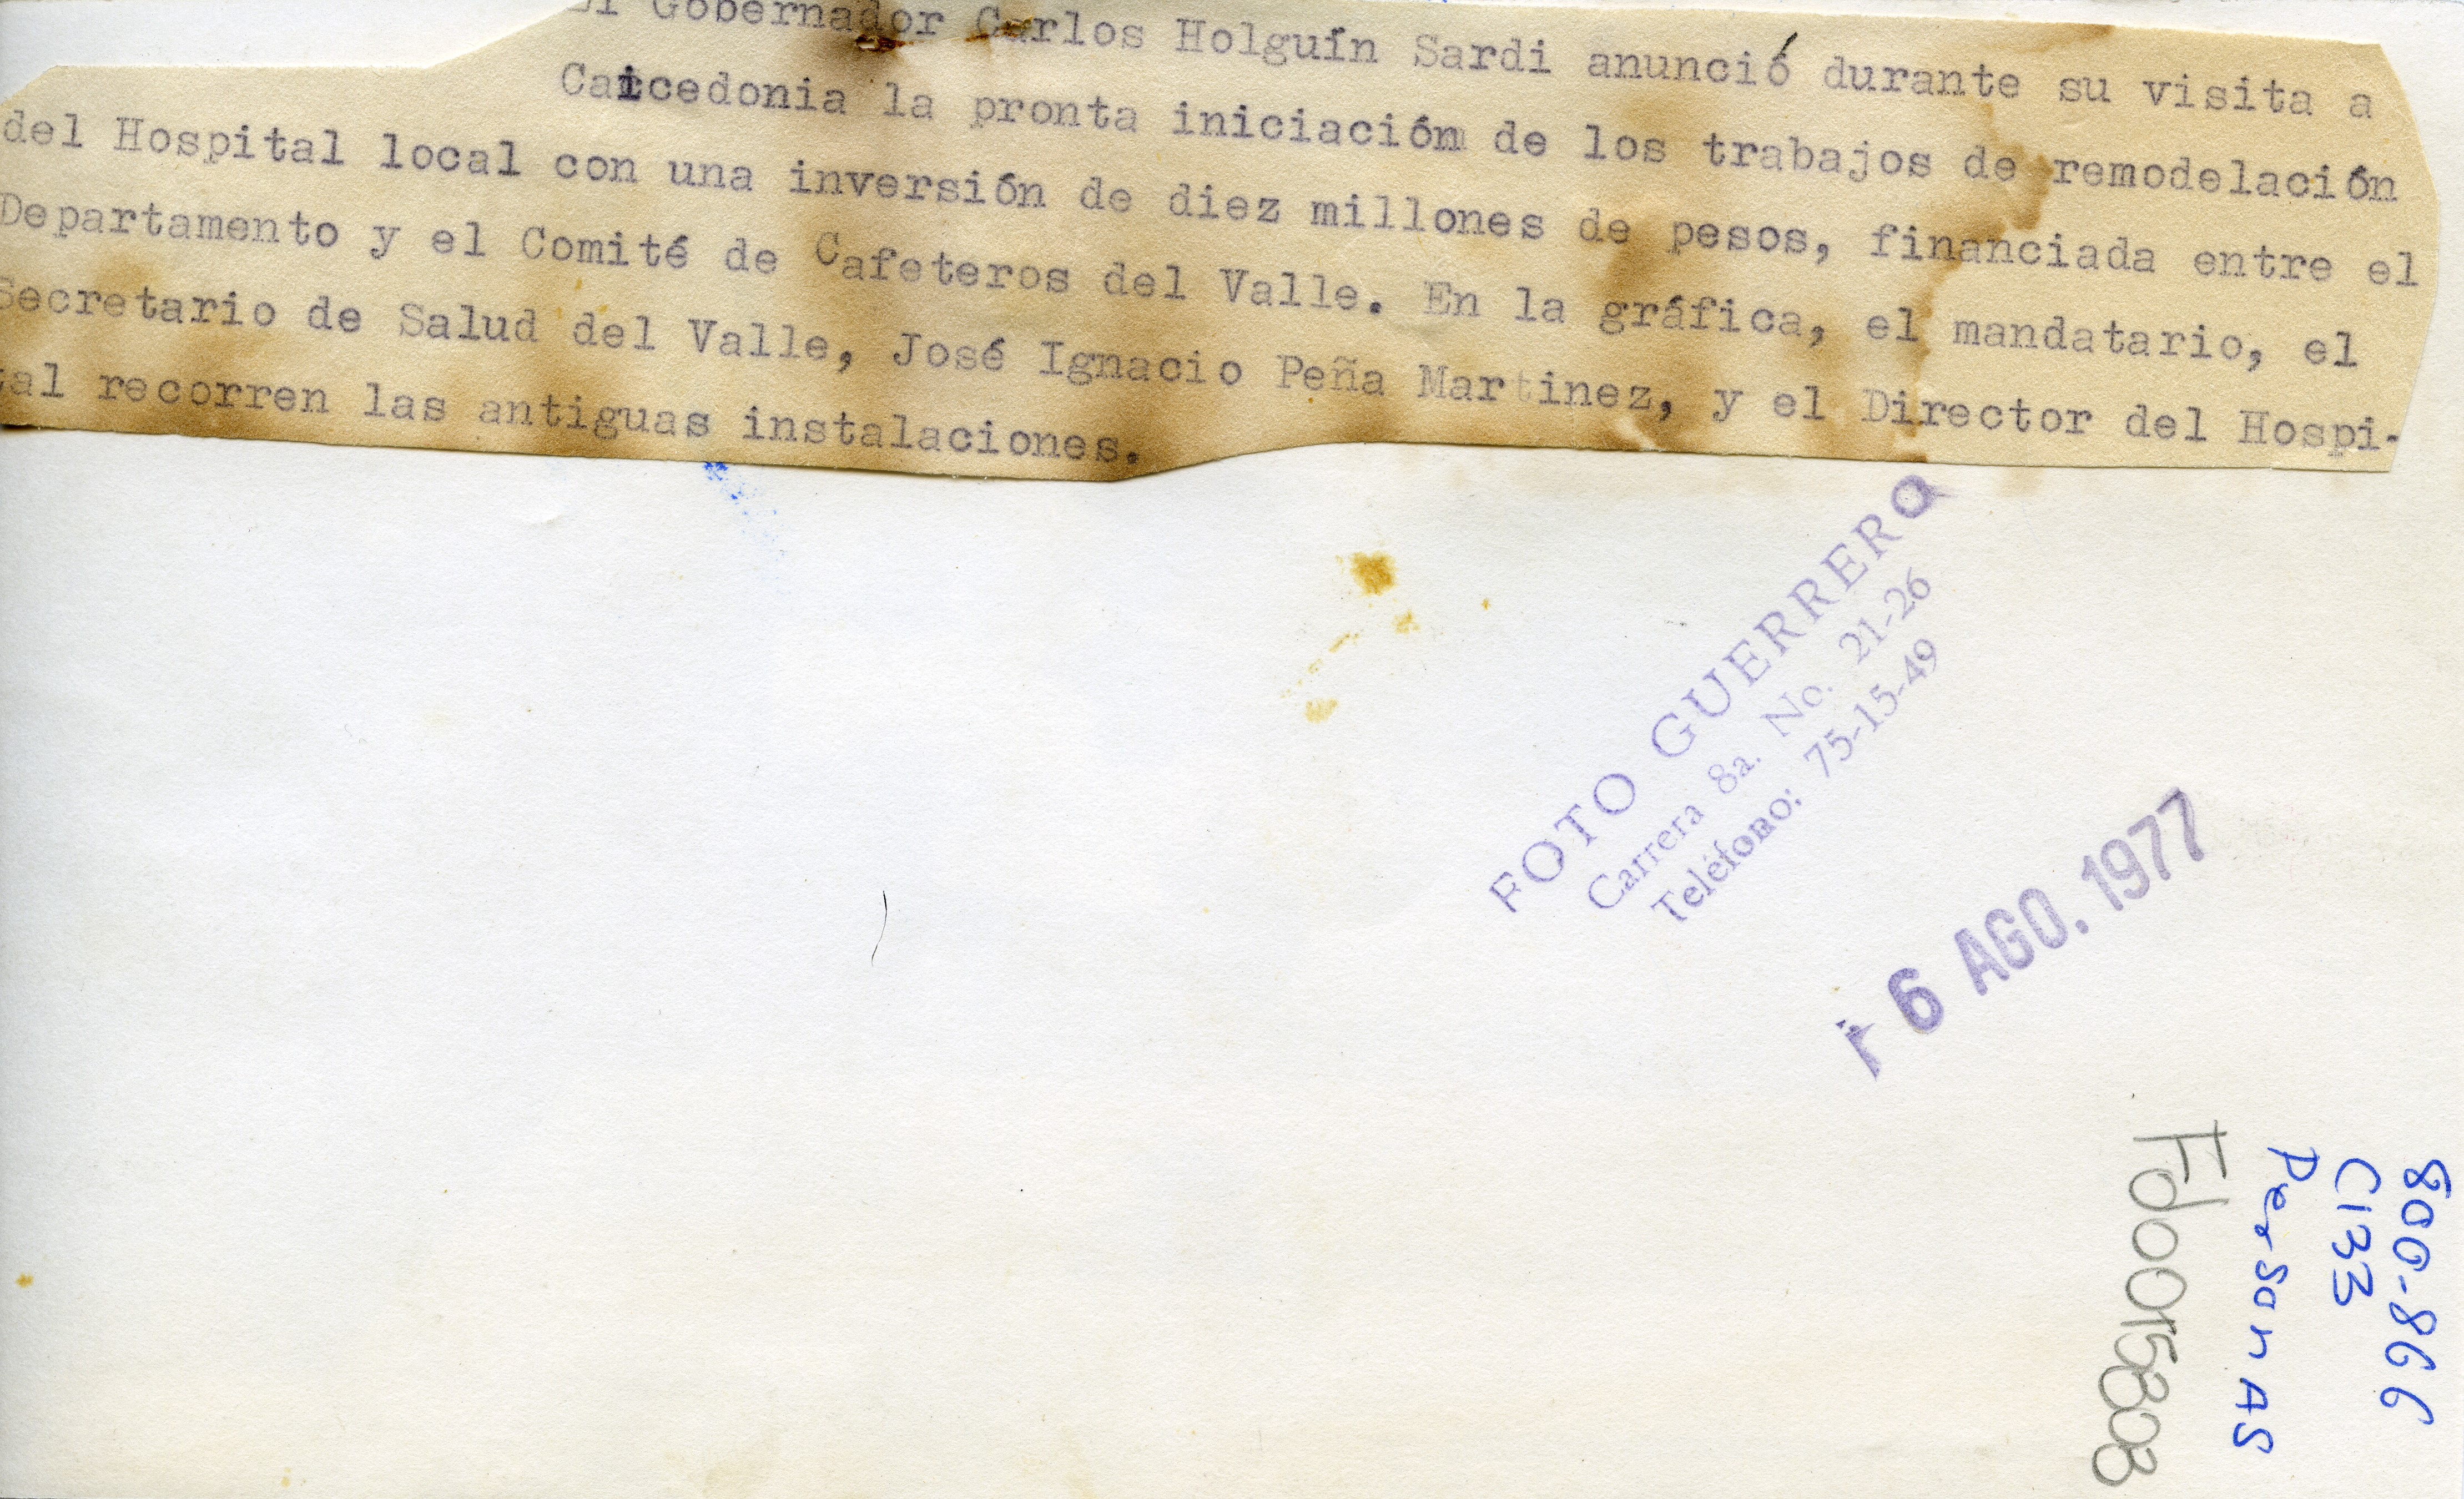 El Gobernador Carlos Holguín Sardi anunció durante su visita a
Caicedonia la pronta iniciación de los trabajos de remodelación
del Hospital local con una inversión de diez millones de pesos, financiada entre el
Departamento y el Comité de Cafeteros del Valle. En la gráfica, el mandatario, el
Secretario de Salud del Valle, José Ignacio Peña Martinez, y el Director del Hospi-
tal recorren las antiguas instalaciones.
FOTO GUERRERO
Carrera 8a. No. 21-26
Teléfono: 75-15-49
6 AGO. 1977
800-866
C133
PersonAS
Fd0015808